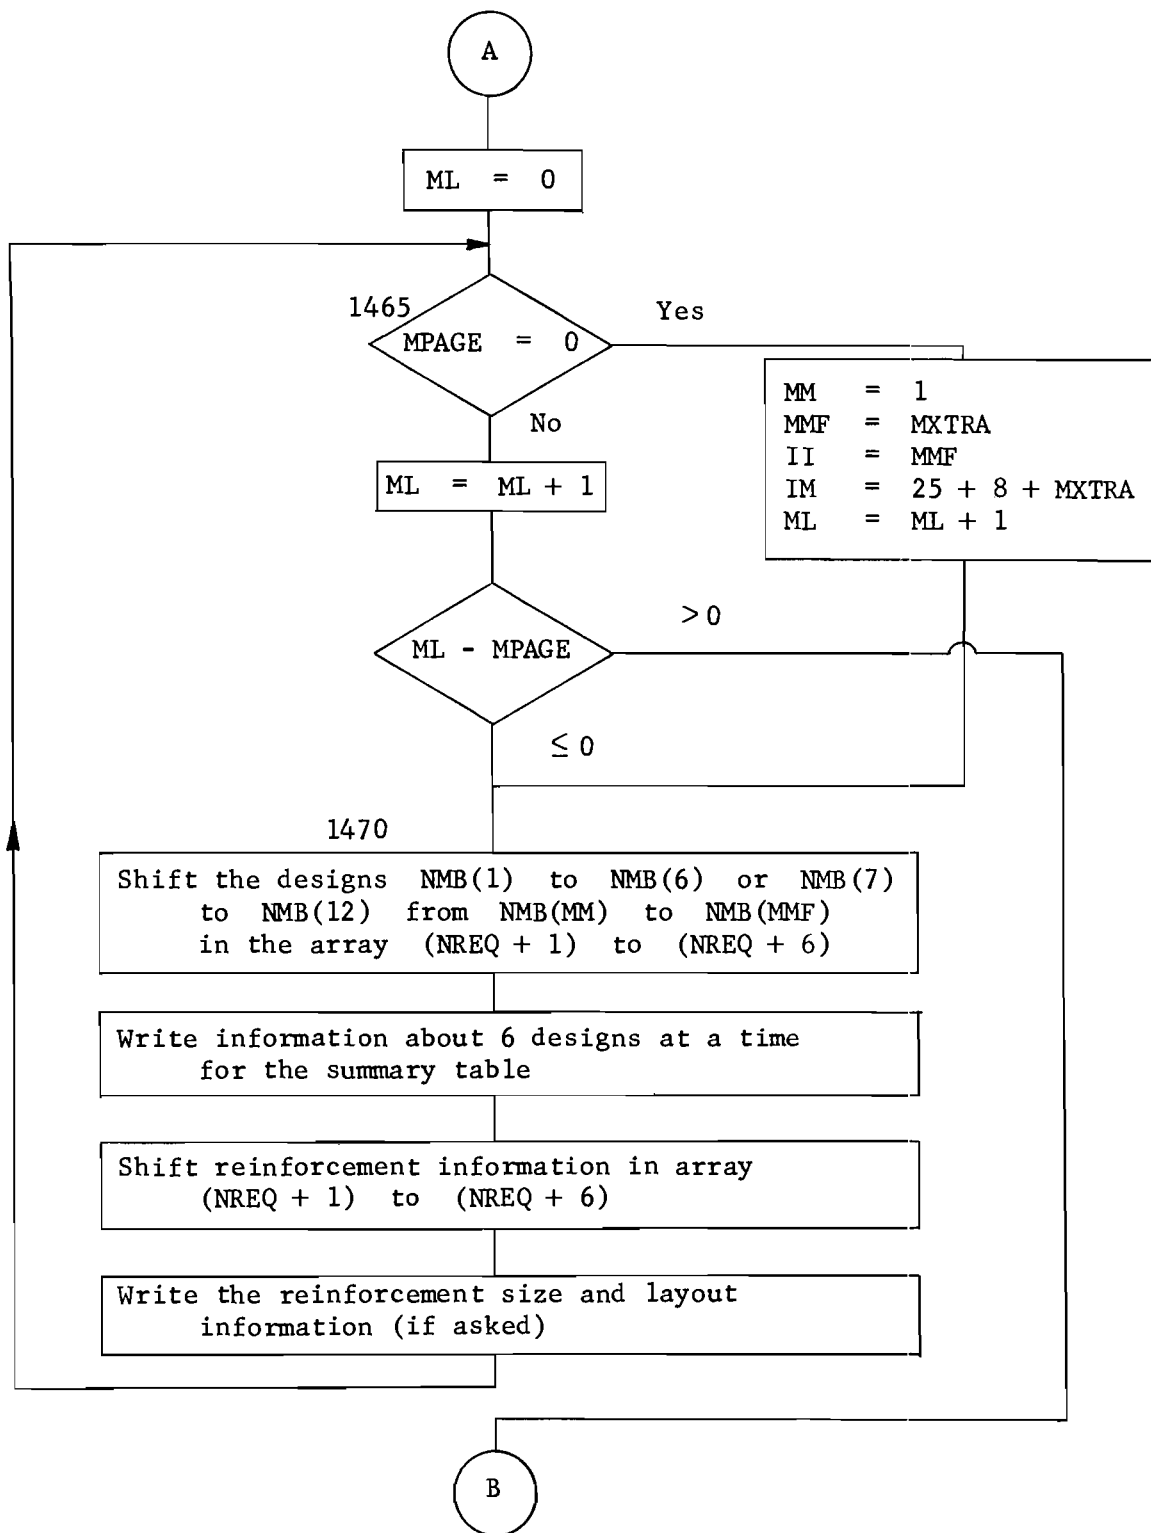 A
ML = 0
1465
MPAGE = 0
Yes
No
MM = 1
MMF = MXTRA
II = MMF
IM = 25 + 8 + MXTRA
ML = ML + 1
ML = ML + 1
ML - MPAGE
> 0
≤ 0
1470
Shift the designs NMB(1) to NMB(6) or NMB(7)
to NMB(12) from NMB(MM) to NMB(MMF)
in the array (NREQ + 1) to (NREQ + 6)
Write information about 6 designs at a time
for the summary table
Shift reinforcement information in array
(NREQ + 1) to (NREQ + 6)
Write the reinforcement size and layout
information (if asked)
B